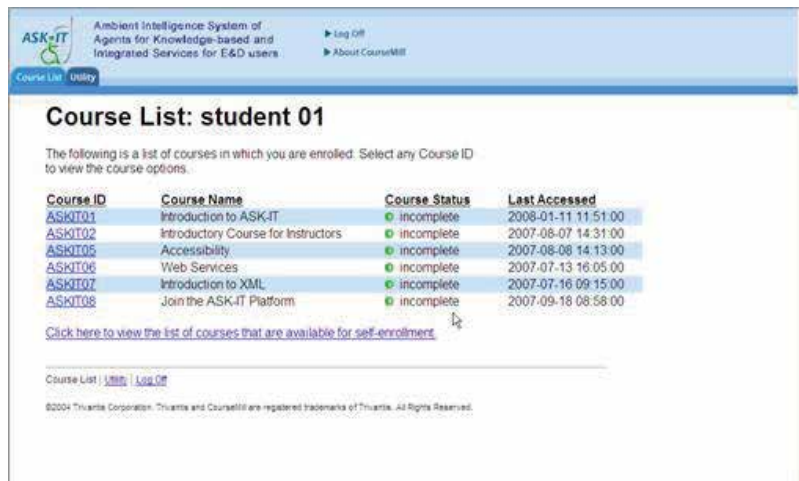 ASK-IT
Ambient Intelligence System of
Agents for Knowledge-based and
Integrated Services for E&D users
Log Off
About CourseMill
Course List Utility
Course List: student 01
The following is a list of courses in which you are enrolled. Select any Course ID
to view the course options.
Course ID Course Name Course Status Last Accessed
ASKIT01 Introduction to ASK-IT incomplete 2008-01-11 11:51:00
ASKIT02 Introductory Course for Instructors incomplete 2007-08-07 14:31:00
ASKIT05 Accessibility incomplete 2007-08-08 14:13:00
ASKIT06 Web Services incomplete 2007-07-13 16:05:00
ASKIT07 Introduction to XML incomplete 2007-07-16 09:15:00
ASKIT08 Join the ASK-IT Platform incomplete 2007-09-18 08:58:00
Click here to view the list of courses that are available for self-enrollment.
Course List | Utility | Log Off
©2004 Trivantis Corporation. Trivantis and CourseMill are registered trademarks of Trivantis. All Rights Reserved.